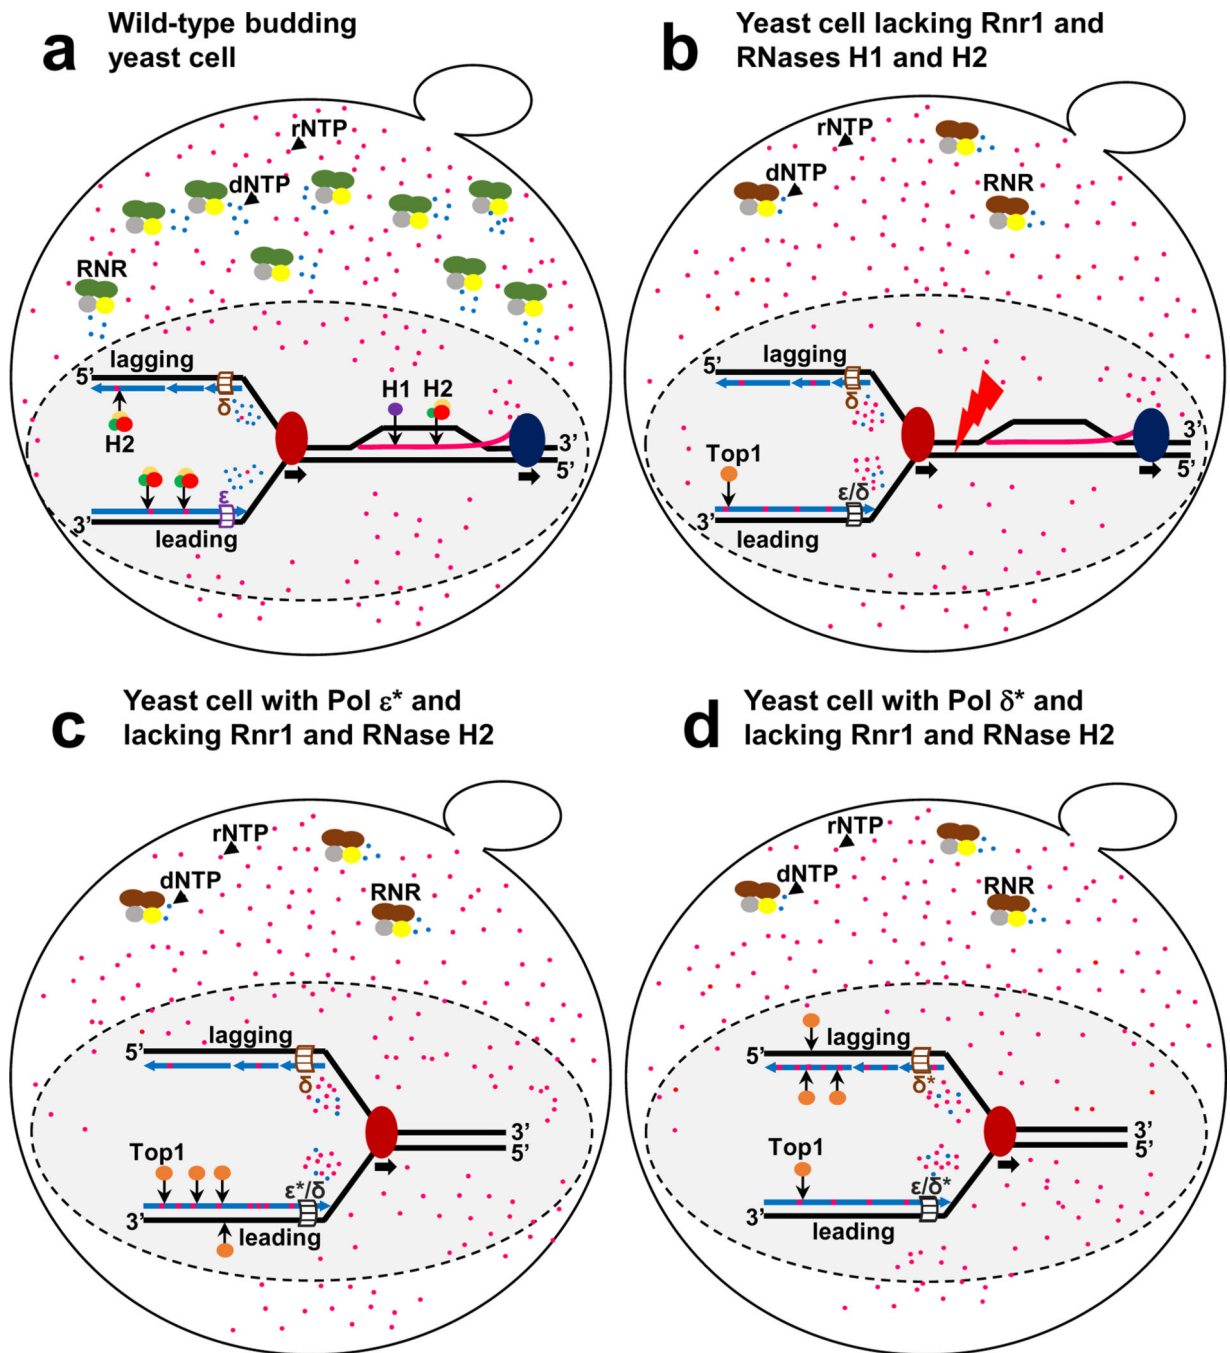 a
Wild-type budding
yeast cell
rNTP
dNTP
RNR
5’
lagging
δ
H2
H1
H2
3’
5’
ε
3’
leading
b
Yeast cell lacking Rnr1 and
RNases H1 and H2
rNTP
dNTP
RNR
5’
lagging
δ
3’
5’
Top1
ε/δ
3’
leading
c
Yeast cell with Pol ε* and
lacking Rnr1 and RNase H2
rNTP
dNTP
RNR
5’
lagging
δ
3’
5’
Top1
ε*/δ
3’
leading
d
Yeast cell with Pol δ* and
lacking Rnr1 and RNase H2
rNTP
dNTP
RNR
5’
lagging
δ*
3’
5’
Top1
ε/δ*
3’
leading